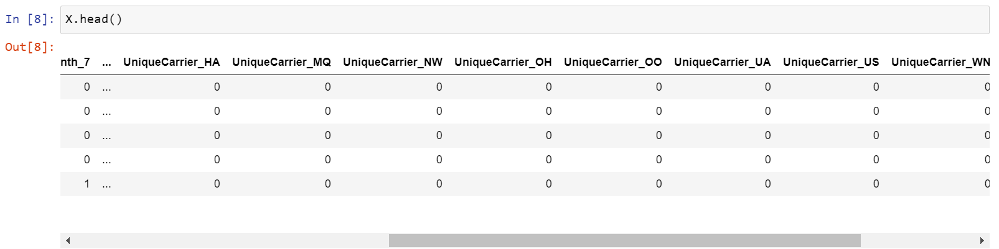 In [8]: X.head()
Out[8]:
nth_7 ... UniqueCarrier_HA UniqueCarrier_MQ UniqueCarrier_NW UniqueCarrier_OH UniqueCarrier_OO UniqueCarrier_UA UniqueCarrier_US UniqueCarrier_WN
0 ... 0 0 0 0 0 0 0 0
0 ... 0 0 0 0 0 0 0 0
0 ... 0 0 0 0 0 0 0 0
0 ... 0 0 0 0 0 0 0 0
1 ... 0 0 0 0 0 0 0 0